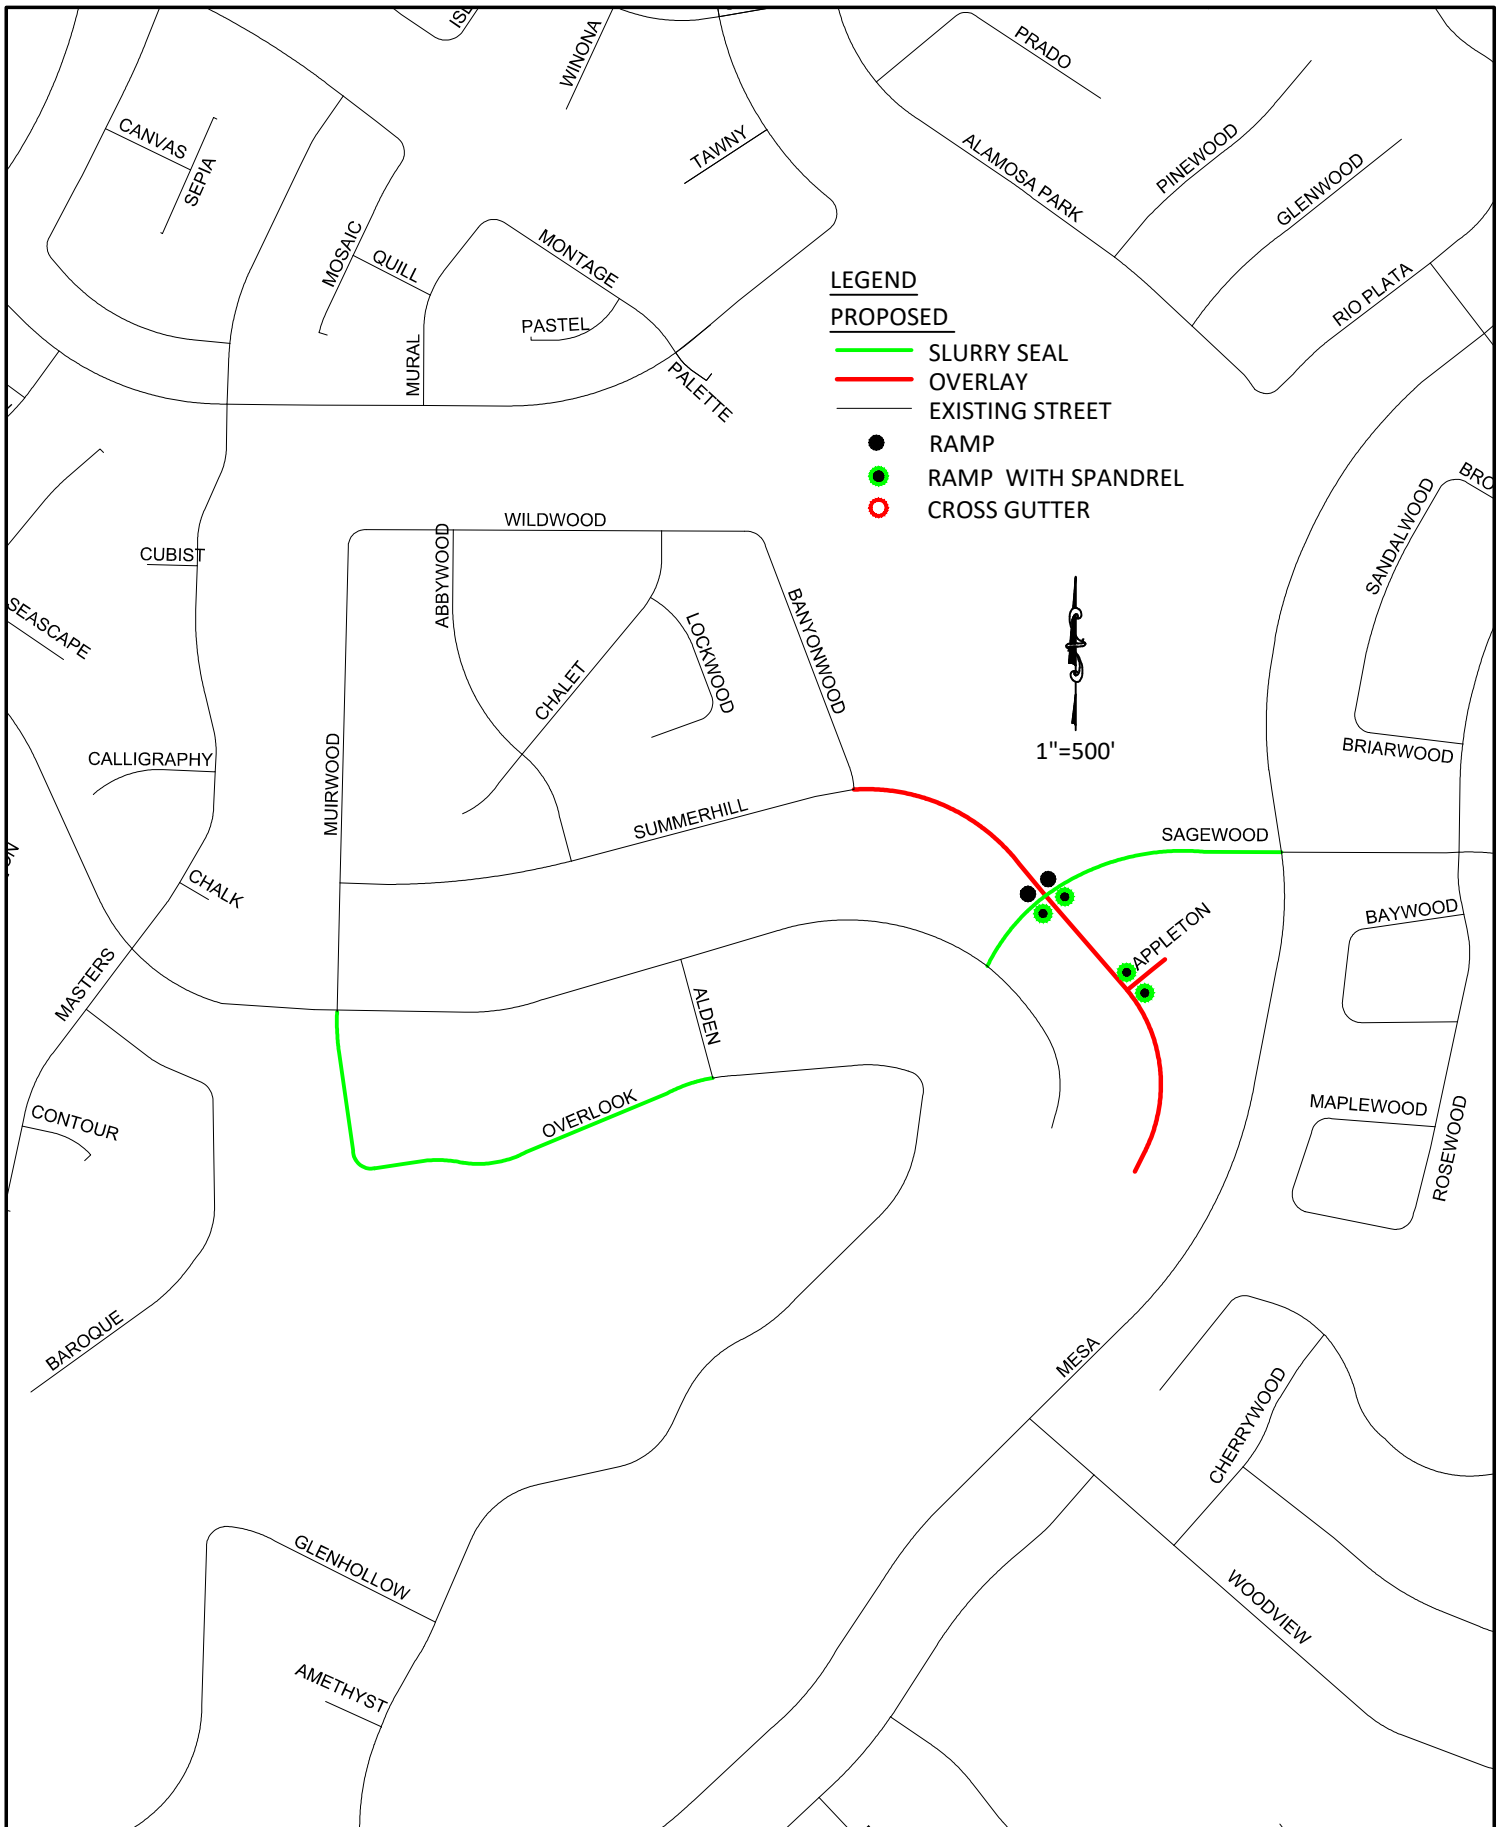 WINONA
PRADO
CANVAS
SEPIA
TAWNY
ALAMOSA PARK
PINEWOOD
GLENWOOD
MOSAIC
QUILL
MONTAGE
PASTEL
MURAL
PALETTE
RIO PLATA
LEGEND
PROPOSED
SLURRY SEAL
OVERLAY
EXISTING STREET
RAMP
RAMP WITH SPANDREL
CROSS GUTTER
BRO
SANDALWOOD
WILDWOOD
ABBYWOOD
CUBIST
SEASCAPE
LOCKWOOD
BANYONWOOD
CHALET
1"=500'
BRIARWOOD
CALLIGRAPHY
MUIRWOOD
SUMMERHILL
SAGEWOOD
CHALK
BAYWOOD
APPLETON
MASTERS
ALDEN
OVERLOOK
CONTOUR
MAPLEWOOD
ROSEWOOD
BAROQUE
MESA
CHERRYWOOD
GLENHOLLOW
WOODVIEW
AMETHYST